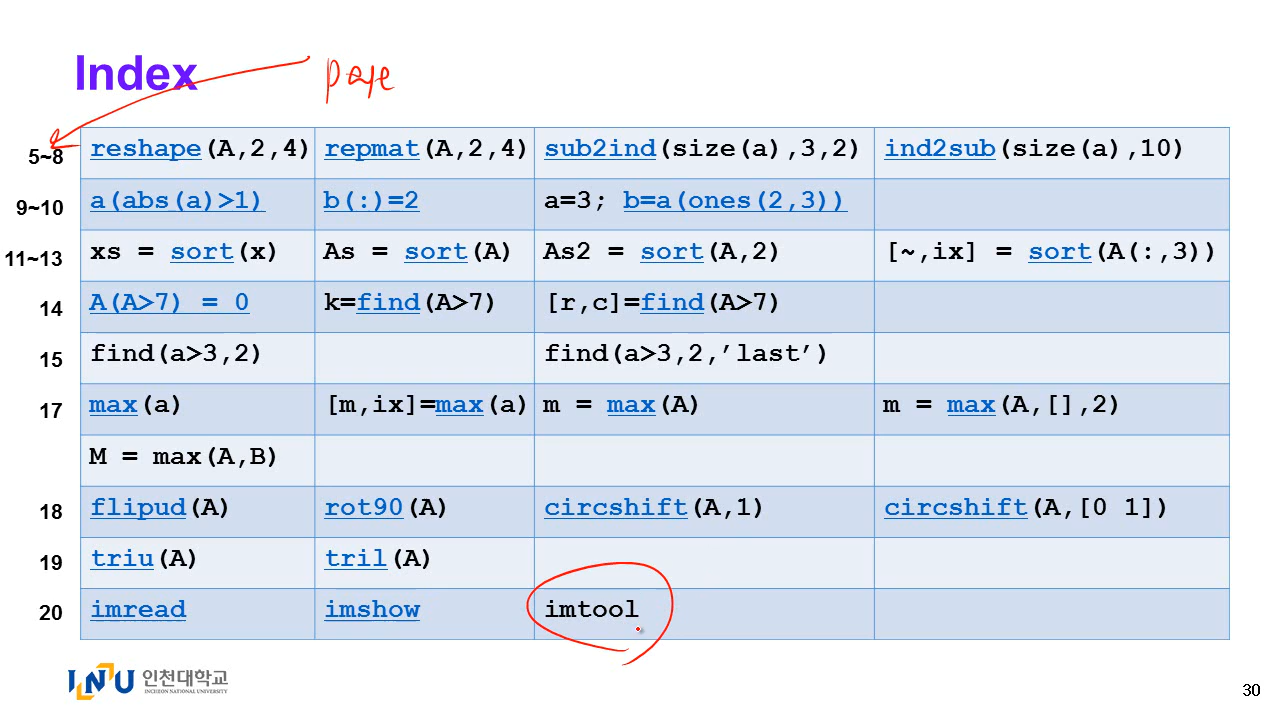 Index
page
5~8 reshape(A,2,4) repmat(A,2,4) sub2ind(size(a),3,2) ind2sub(size(a),10)
9~10 a(abs(a)>1) b(:)=2 a=3; b=a(ones(2,3))
11~13 xs = sort(x) As = sort(A) As2 = sort(A,2) [~,ix] = sort(A(:,3))
14 A(A>7) = 0 k=find(A>7) [r,c]=find(A>7)
15 find(a>3,2) find(a>3,2,’last’)
17 max(a) [m,ix]=max(a) m = max(A) m = max(A,[],2)
M = max(A,B)
18 flipud(A) rot90(A) circshift(A,1) circshift(A,[0 1])
19 triu(A) tril(A)
20 imread imshow imtool
INU 인천대학교
INCHEON NATIONAL UNIVERSITY
30